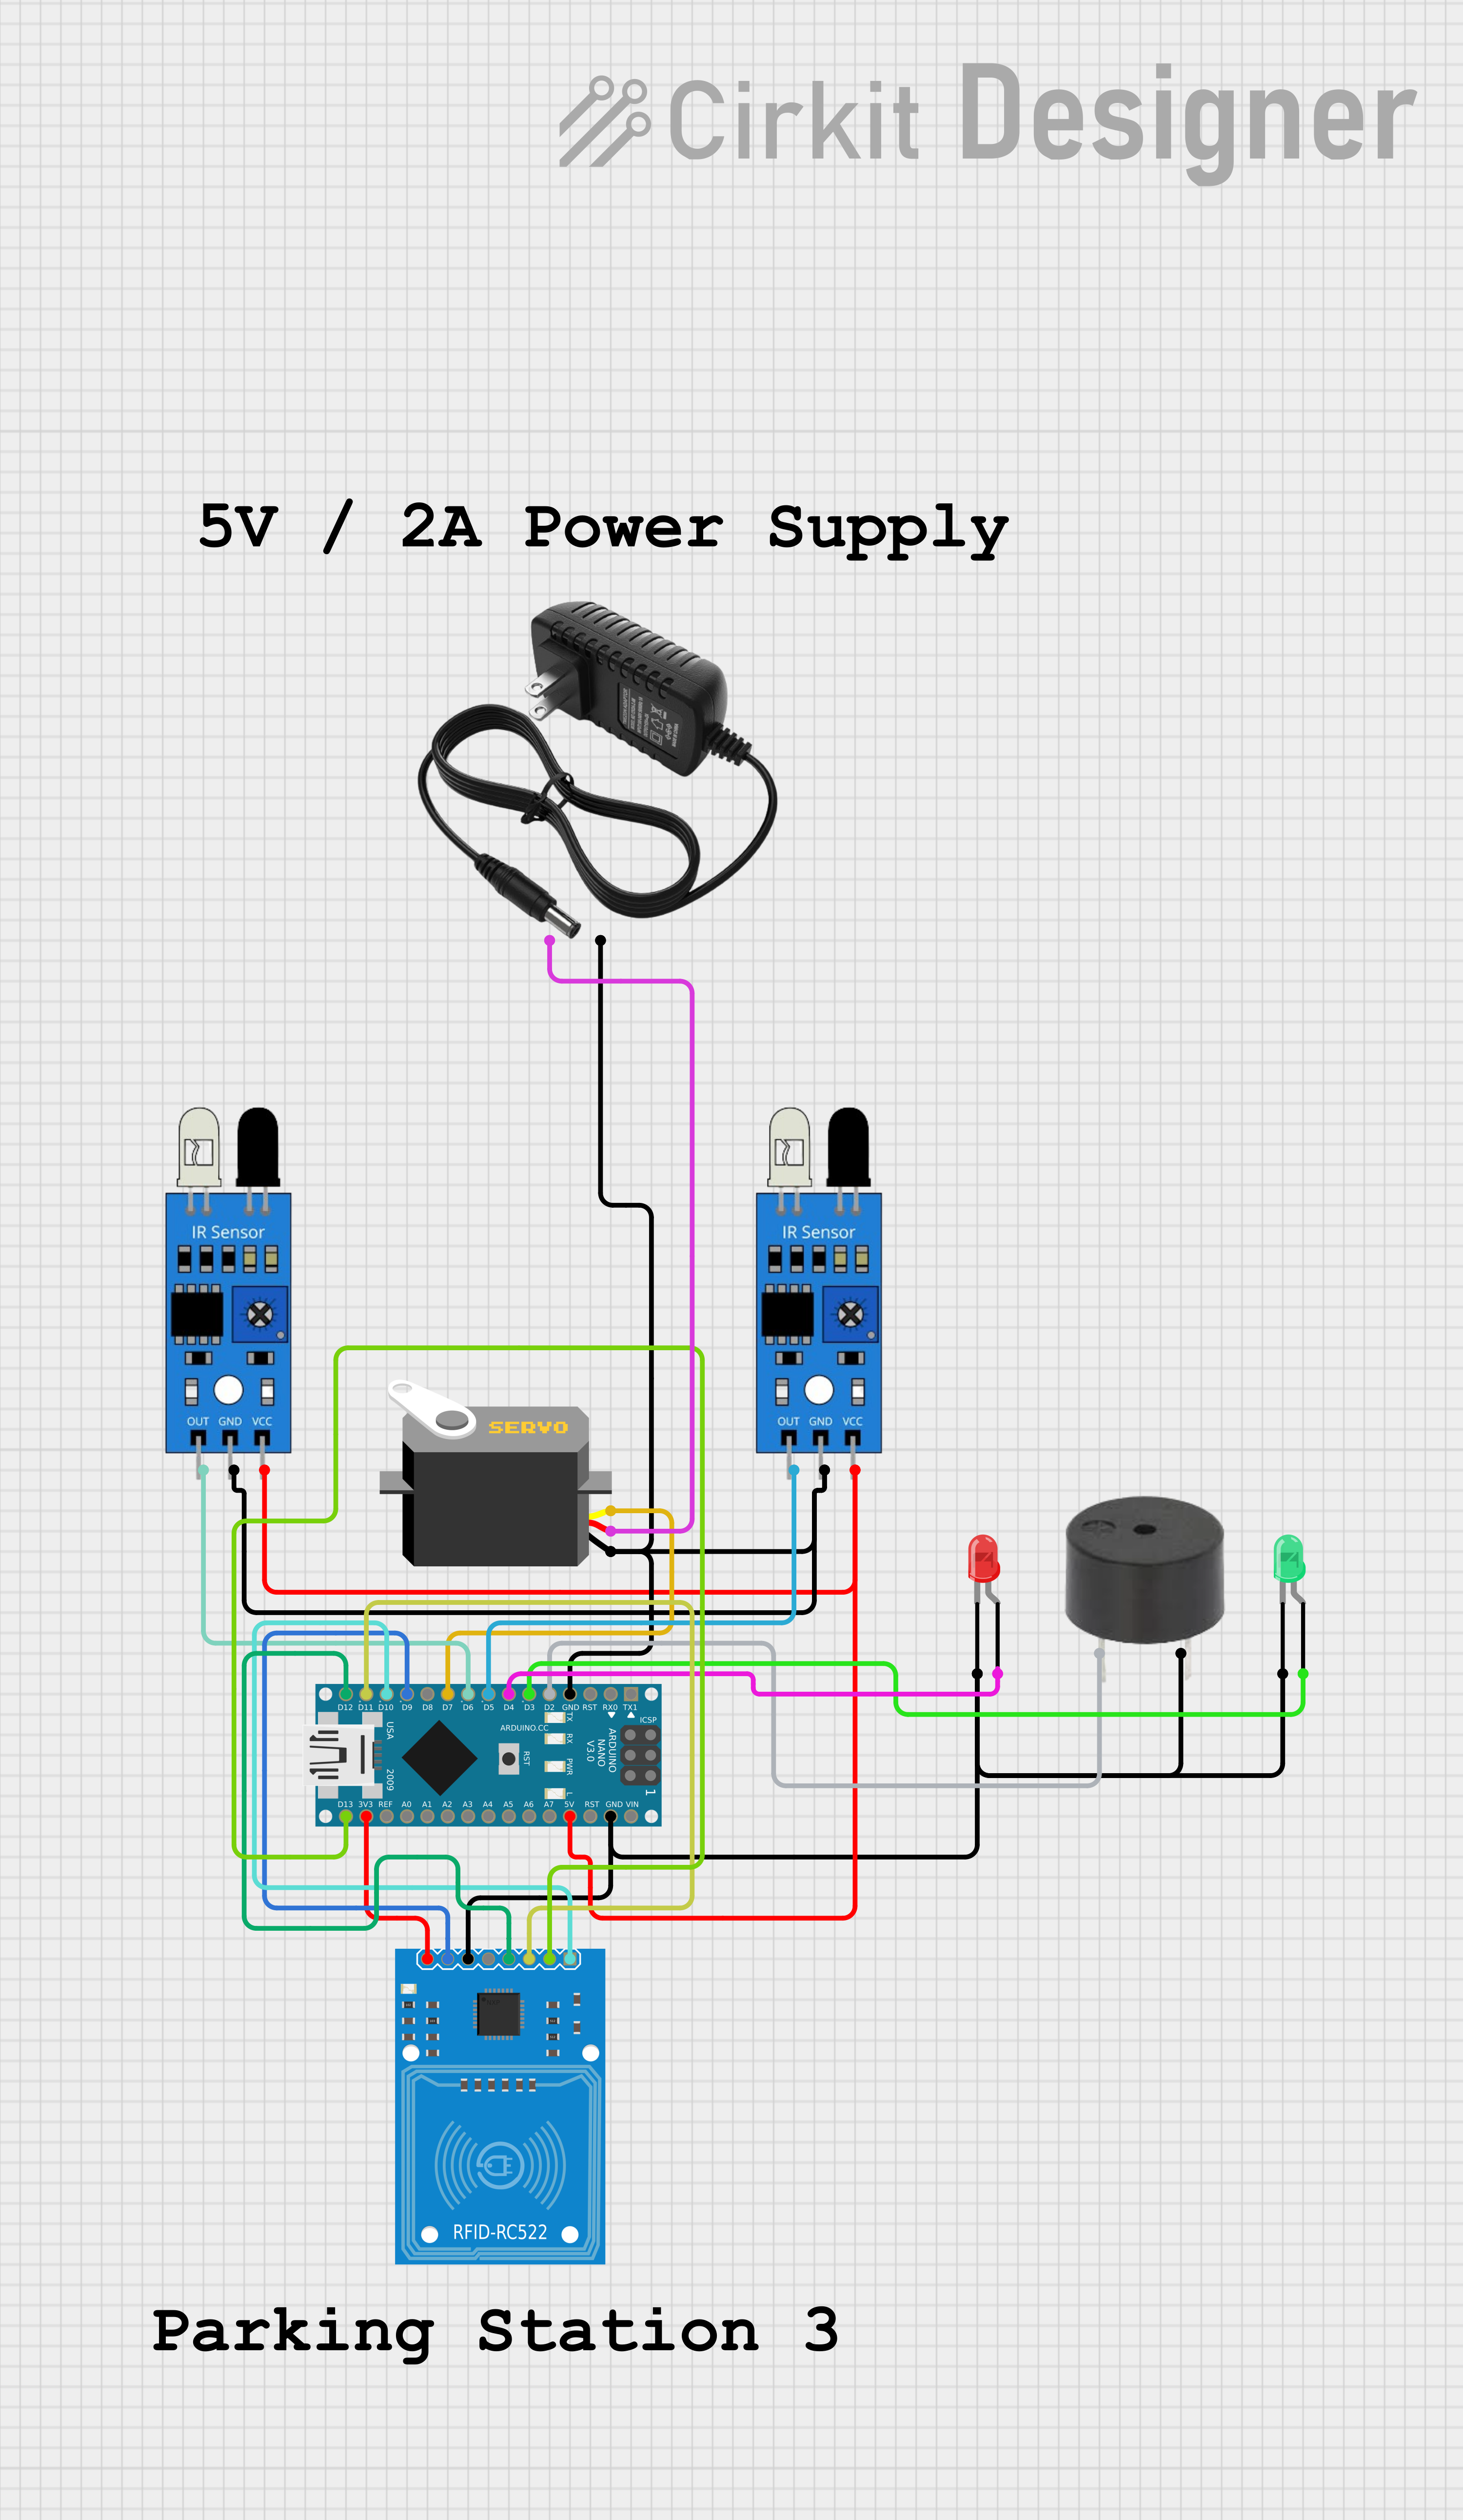 Cirkit Designer
5V / 2A Power Supply
IR Sensor
OUT GND VCC
IR Sensor
OUT GND VCC
SERVO
D12 D11 D10 D9 D8 D7 D6 D5 D4 D3 D2 GND RST RX0 TX1
USA
2009
ARDUINO.CC
RST
TX
RX
PWR
L
ARDUINO
NANO
V3.0
ICSP
1
D13 3V3 REF A0 A1 A2 A3 A4 A5 A6 A7 5V RST GND VIN
RFID-RC522
Parking Station 3